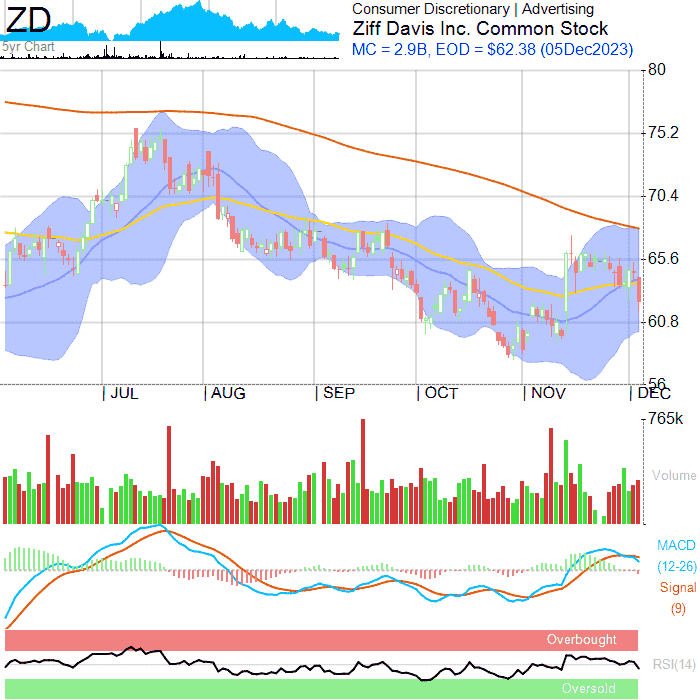 ZD
5yr Chart
Consumer Discretionary | Advertising
Ziff Davis Inc. Common Stock
MC = 2.9B, EOD = $62.38 (05Dec2023)
80
75.2
70.4
65.6
60.8
56
JUL AUG SEP OCT NOV DEC
765k
Volume
MACD
(12-26)
Signal
(9)
Overbought
RSI(14)
Oversold